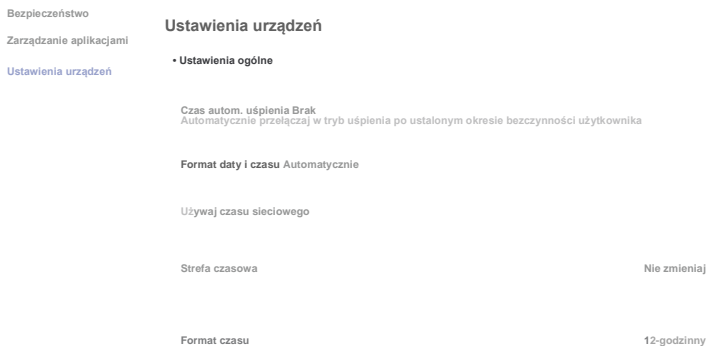 Bezpieczeństwo
Zarządzanie aplikacjami
Ustawienia urządzeń
Ustawienia urządzeń
• Ustawienia ogólne
Czas autom. uśpienia Brak
Automatycznie przełączaj w tryb uśpienia po ustalonym okresie bezczynności użytkownika
Format daty i czasu Automatycznie
Używaj czasu sieciowego
Strefa czasowa Nie zmieniaj
Format czasu 12-godzinny